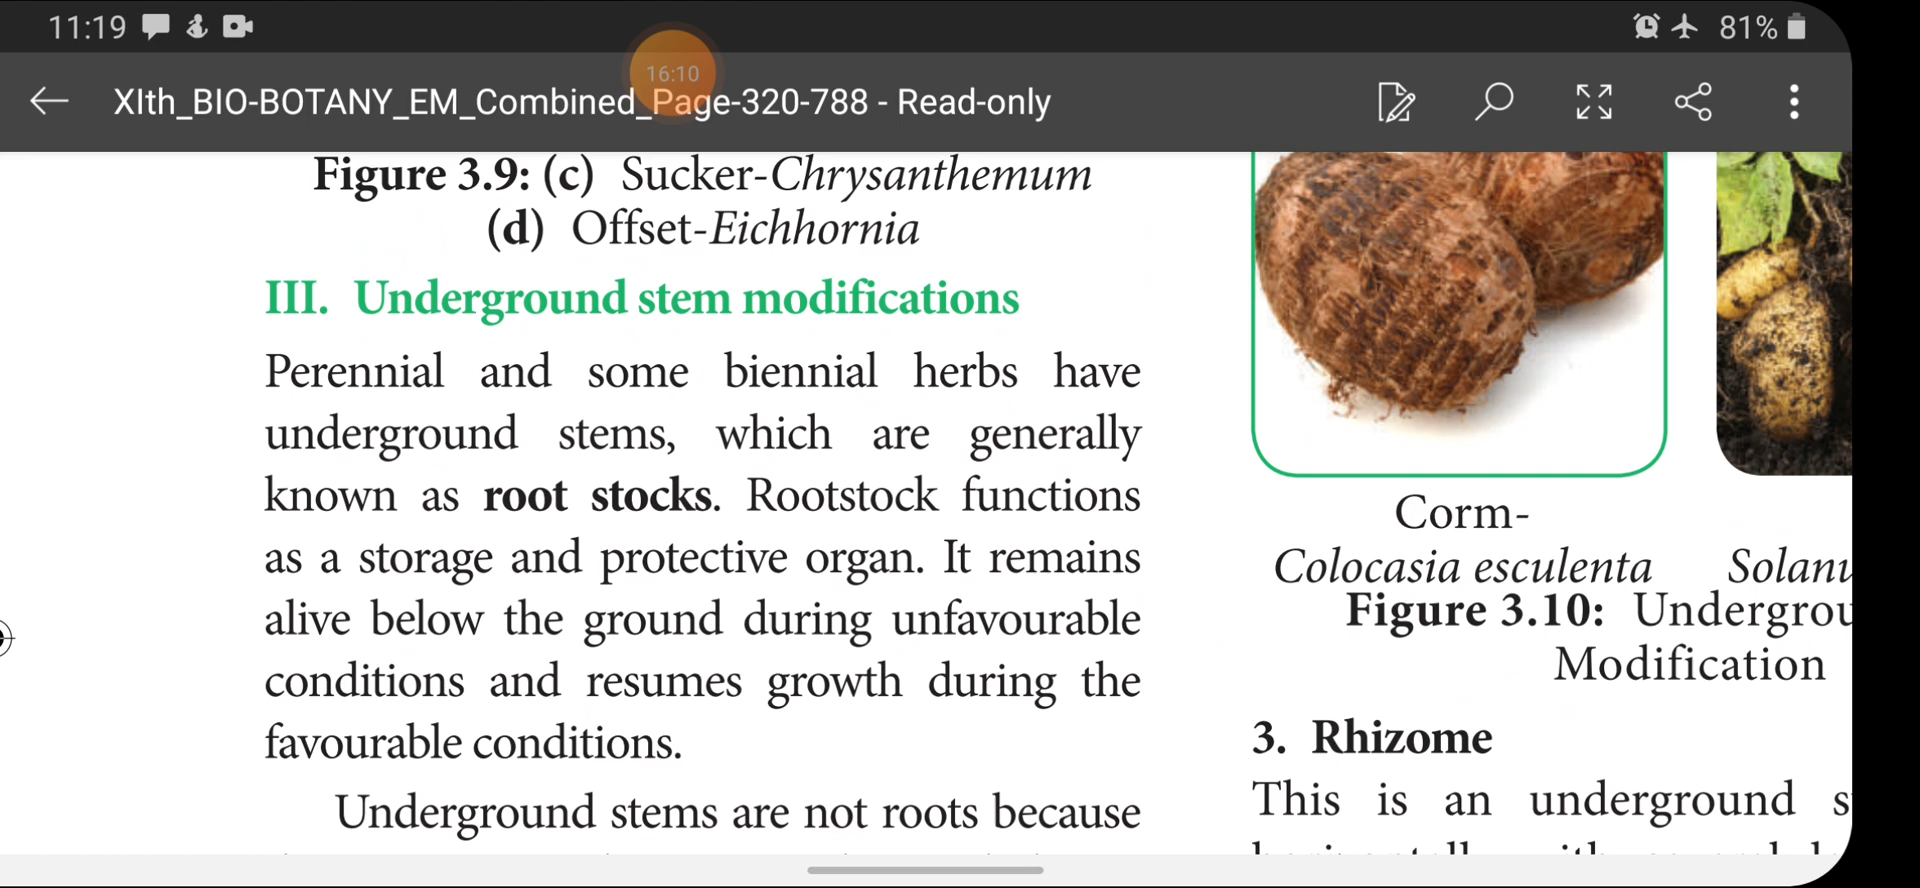 11:19
81%
16:10
XIth_BIO-BOTANY_EM_Combined_Page-320-788 - Read-only
Figure 3.9: (c) Sucker-Chrysanthemum
(d) Offset-Eichhornia
III. Underground stem modifications
Perennial and some biennial herbs have
underground stems, which are generally
known as root stocks. Rootstock functions
as a storage and protective organ. It remains
alive below the ground during unfavourable
conditions and resumes growth during the
favourable conditions.
Underground stems are not roots because
Corm-
Colocasia esculenta
Figure 3.10:
Modification
3. Rhizome
This is an underground